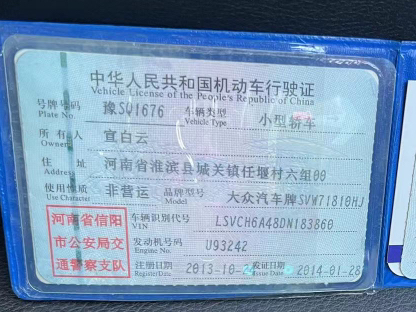 中华人民共和国机动车行驶证
Vehicle License of the People's Republic of China
号牌号码 豫SQ1676 车辆类型 小型轿车
Plate No. Vehicle Type
所有人 宣白云
Owner
住址 河南省淮滨县城关镇任堰村六组00
Address
使用性质 非营运 品牌型号 大众汽车牌SVW71810HJ
Use Character Model
河南省信阳
市公安局交
通警察支队
车辆识别代号 LSVCH6A48DN183860
VIN
发动机号码 U93242
Engine No.
注册日期 2013-10-2 发证日期 2014-01-28
Register Date Issue Date